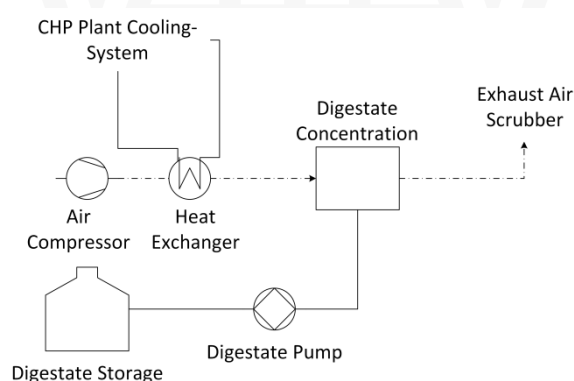 CHP Plant Cooling-
System
Digestate
Concentration
Exhaust Air
Scrubber
Air
Compressor
Heat
Exchanger
Digestate Pump
Digestate Storage